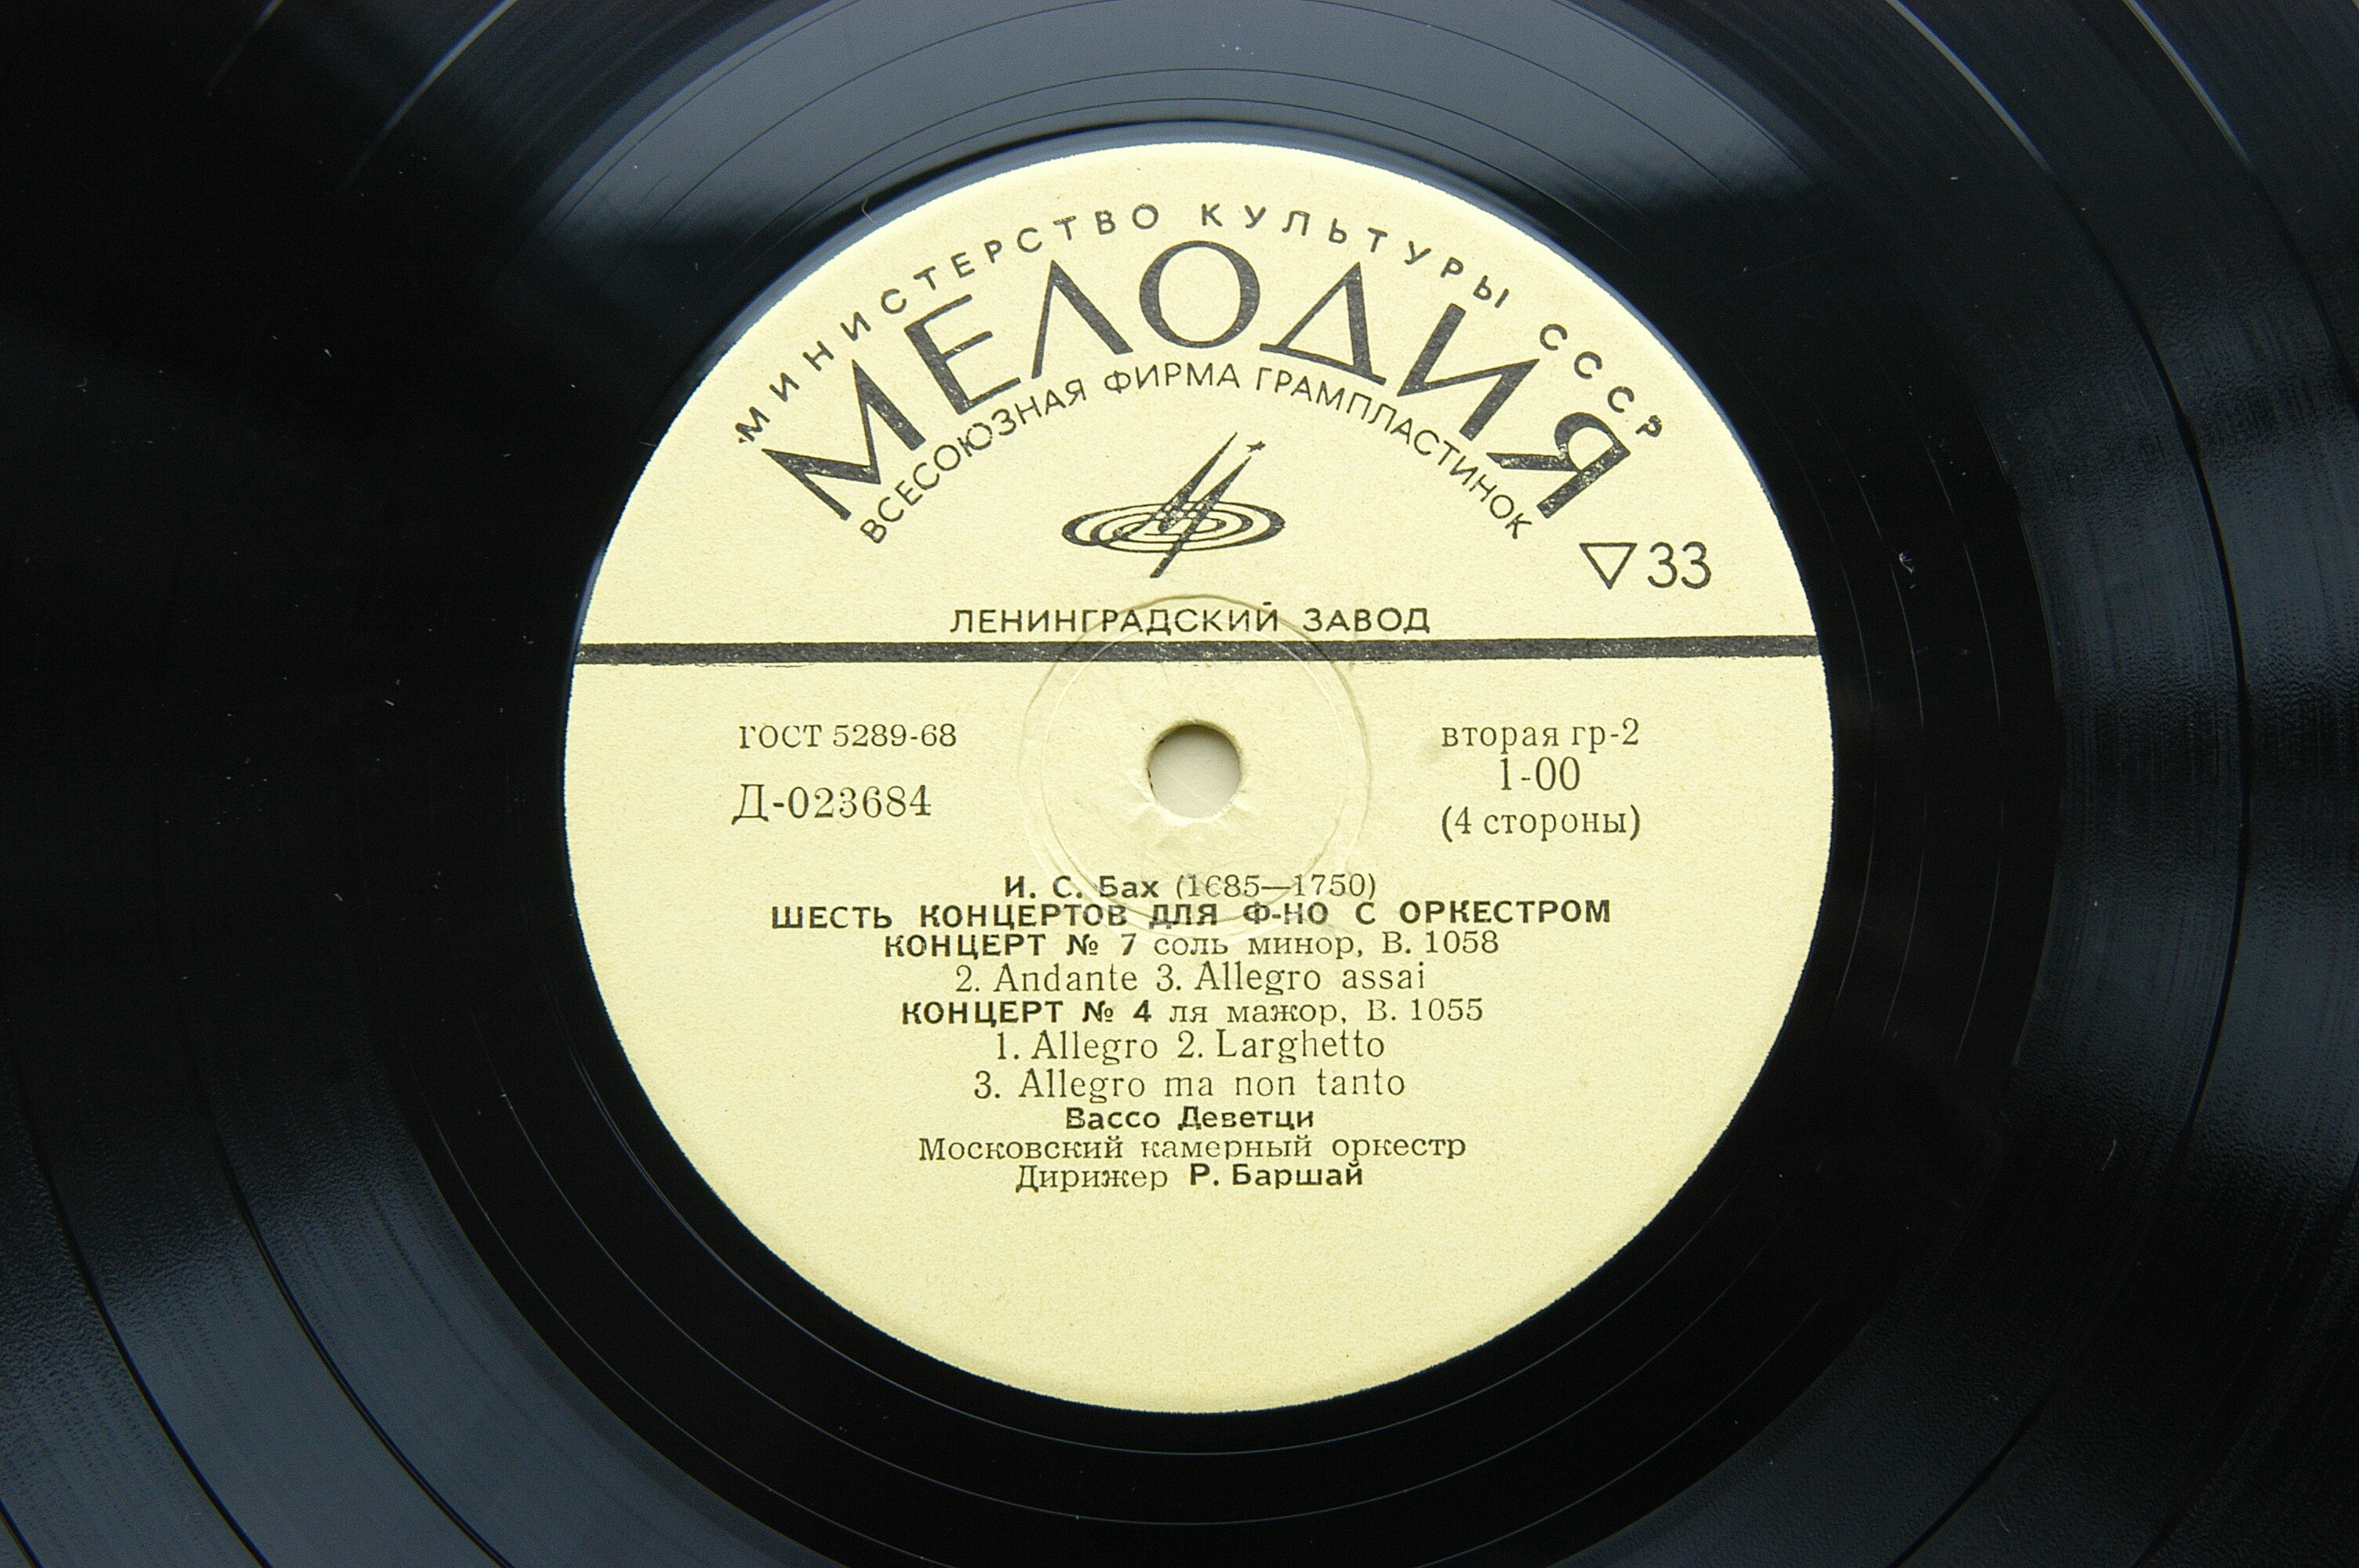 МИНИСТЕРСТВО КУЛЬТУРЫ СССР
МЕЛОДИЯ
ВСЕСОЮЗНАЯ ФИРМА ГРАМПЛАСТИНОК
▽33
ЛЕНИНГРАДСКИЙ ЗАВОД
ГОСТ 5289-68
Д-023684
вторая гр-2
1-00
(4 стороны)
И. С. Бах (1685—1750)
ШЕСТЬ КОНЦЕРТОВ ДЛЯ Ф-НО С ОРКЕСТРОМ
КОНЦЕРТ № 7 соль минор, В. 1058
2. Andante 3. Allegro assai
КОНЦЕРТ № 4 ля мажор, В. 1055
1. Allegro 2. Larghetto
3. Allegro ma non tanto
Вассо Деветци
Московский камерный оркестр
Дирижер Р. Баршай